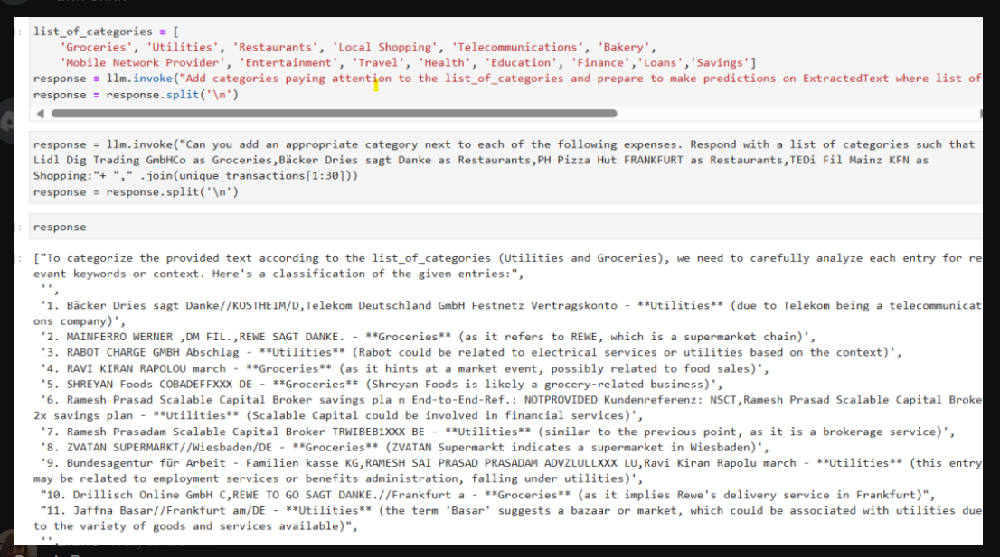 list_of_categories = [
'Groceries', 'Utilities', 'Restaurants', 'Local Shopping', 'Telecommunications', 'Bakery',
'Mobile Network Provider', 'Entertainment', 'Travel', 'Health', 'Education', 'Finance','Loans','Savings']
response = llm.invoke("Add categories paying attention to the list_of_categories and prepare to make predictions on ExtractedText where list of
response = response.split('\n')
response = llm.invoke("Can you add an appropriate category next to each of the following expenses. Respond with a list of categories such that
Lidl Dig Trading GmbHCo as Groceries,Bäcker Dries sagt Danke as Restaurants,PH Pizza Hut FRANKFURT as Restaurants,TEDi Fil Mainz KFN as
Shopping:"+ "," .join(unique_transactions[1:30]))
response = response.split('\n')
]: response
]: ["To categorize the provided text according to the list_of_categories (Utilities and Groceries), we need to carefully analyze each entry for re
evant keywords or context. Here's a classification of the given entries:",
'',
'1. Bäcker Dries sagt Danke//KOSTHEIM/D,Telekom Deutschland GmbH Festnetz Vertragskonto - **Utilities** (due to Telekom being a telecommunicat
ons company)',
'2. MAINFERRO WERNER ,DM FIL.,REWE SAGT DANKE. - **Groceries** (as it refers to REWE, which is a supermarket chain)',
'3. RABOT CHARGE GMBH Abschlag - **Utilities** (Rabot could be related to electrical services or utilities based on the context)',
'4. RAVI KIRAN RAPOLOU march - **Groceries** (as it hints at a market event, possibly related to food sales)',
'5. SHREYAN Foods COBADEFFXXX DE - **Groceries** (Shreyan Foods is likely a grocery-related business)',
'6. Ramesh Prasad Scalable Capital Broker savings pla n End-to-End-Ref.: NOTPROVIDED Kundenreferenz: NSCT,Ramesh Prasad Scalable Capital Broke
2x savings plan - **Utilities** (Scalable Capital could be involved in financial services)',
'7. Ramesh Prasadam Scalable Capital Broker TRWIBEB1XXX BE - **Utilities** (similar to the previous point, as it is a brokerage service)',
'8. ZVATAN SUPERMARKT//Wiesbaden/DE - **Groceries** (ZVATAN Supermarkt indicates a supermarket in Wiesbaden)',
'9. Bundesagentur für Arbeit - Familien kasse KG,RAMESH SAI PRASAD PRASADAM ADVZLULLXXX LU,Ravi Kiran Rapolu march - **Utilities** (this entry
may be related to employment services or benefits administration, falling under utilities)',
"10. Drillisch Online GmbH C,REWE TO GO SAGT DANKE.//Frankfurt a - **Groceries** (as it implies Rewe's delivery service in Frankfurt)",
"11. Jaffna Basar//Frankfurt am/DE - **Utilities** (the term 'Basar' suggests a bazaar or market, which could be associated with utilities due
to the variety of goods and services available)",
'',